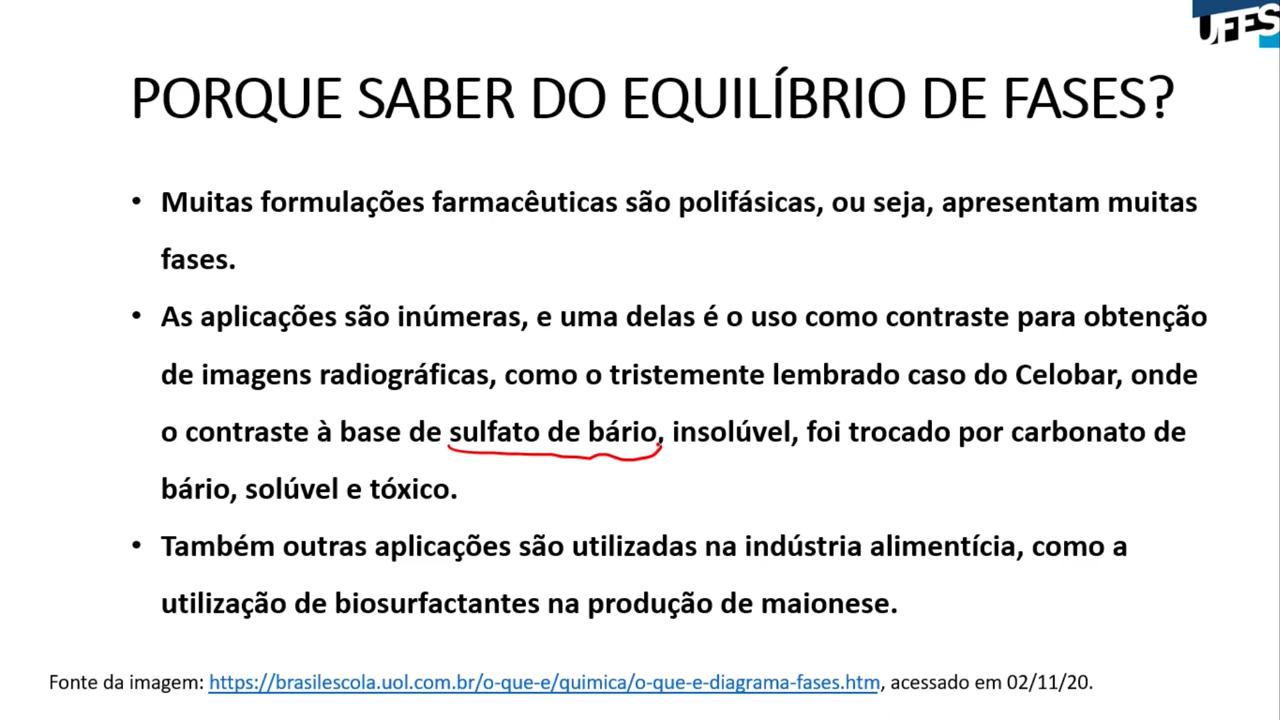 UFES
PORQUE SABER DO EQUILÍBRIO DE FASES?
• Muitas formulações farmacêuticas são polifásicas, ou seja, apresentam muitas
fases.
• As aplicações são inúmeras, e uma delas é o uso como contraste para obtenção
de imagens radiográficas, como o tristemente lembrado caso do Celobar, onde
o contraste à base de sulfato de bário, insolúvel, foi trocado por carbonato de
bário, solúvel e tóxico.
• Também outras aplicações são utilizadas na indústria alimentícia, como a
utilização de biosurfactantes na produção de maionese.
Fonte da imagem: https://brasilescola.uol.com.br/o-que-e/quimica/o-que-e-diagrama-fases.htm, acessado em 02/11/20.